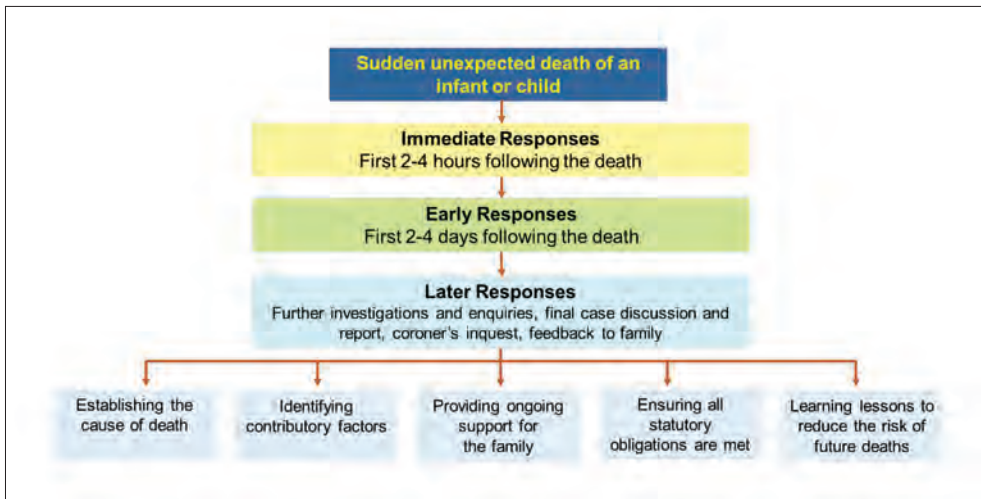 Sudden unexpected death of an
infant or child
Immediate Responses
First 2-4 hours following the death
Early Responses
First 2-4 days following the death
Later Responses
Further investigations and enquiries, final case discussion and
report, coroner's inquest, feedback to family
Establishing the
cause of death
Identifying
contributory factors
Providing ongoing
support for
the family
Ensuring all
statutory
obligations are met
Learning lessons to
reduce the risk of
future deaths